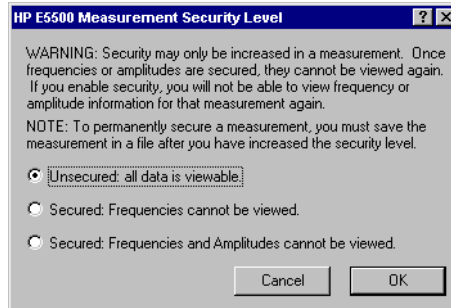 HP E5500 Measurement Security Level
WARNING: Security may only be increased in a measurement. Once
frequencies or amplitudes are secured, they cannot be viewed again.
If you enable security, you will not be able to view frequency or
amplitude information for that measurement again.
NOTE: To permanently secure a measurement, you must save the
measurement in a file after you have increased the security level.
Unsecured: all data is viewable.
Secured: Frequencies cannot be viewed.
Secured: Frequencies and Amplitudes cannot be viewed.
Cancel OK